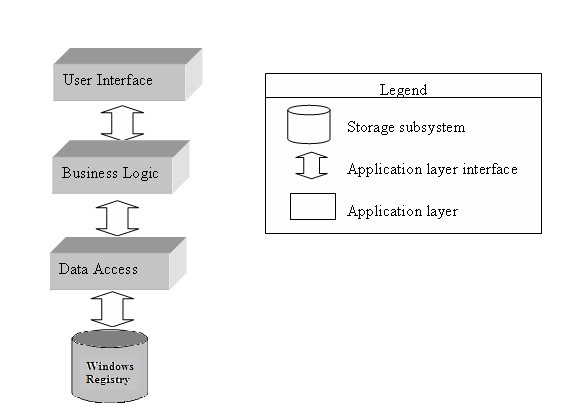 User Interface
Business Logic
Data Access
Windows
Registry
Legend
Storage subsystem
Application layer interface
Application layer